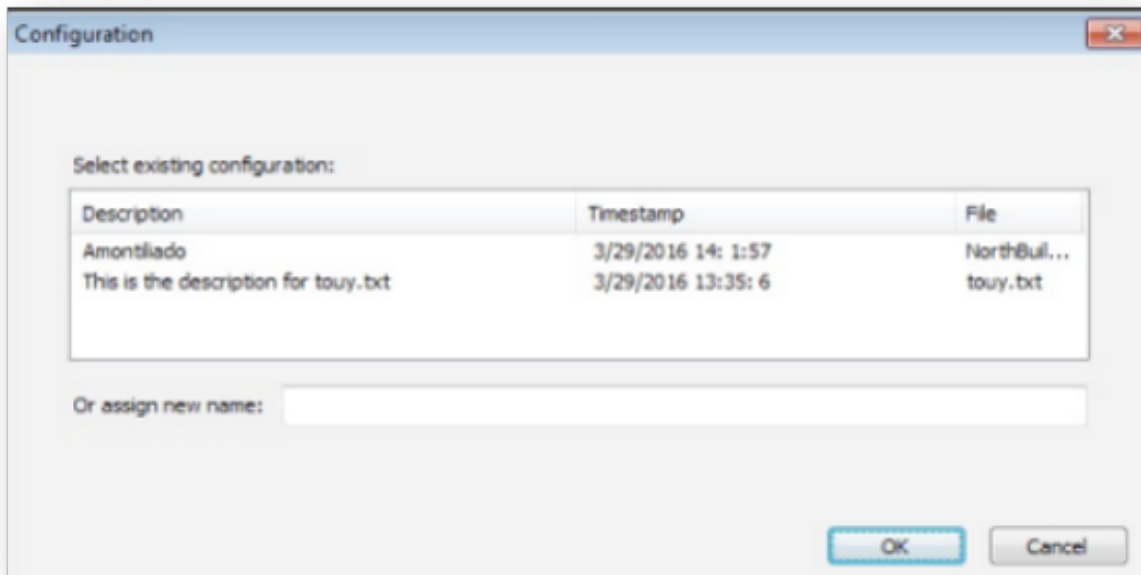 Configuration
Select existing configuration:
Description Timestamp File
Amontiliado 3/29/2016 14: 1:57 NorthBuil...
This is the description for touy.txt 3/29/2016 13:35: 6 touy.txt
Or assign new name:
OK Cancel